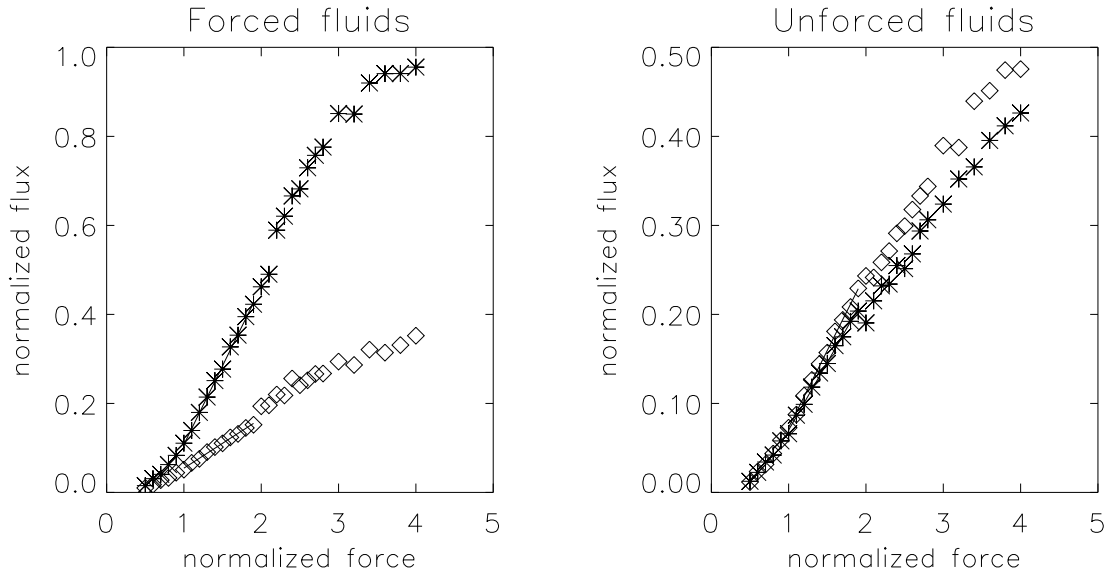 Forced fluids
1.0
0.8
0.6
0.4
0.2
0.0
0 1 2 3 4 5
normalized force
normalized flux
Unforced fluids
0.50
0.40
0.30
0.20
0.10
0.00
0 1 2 3 4 5
normalized force
normalized flux